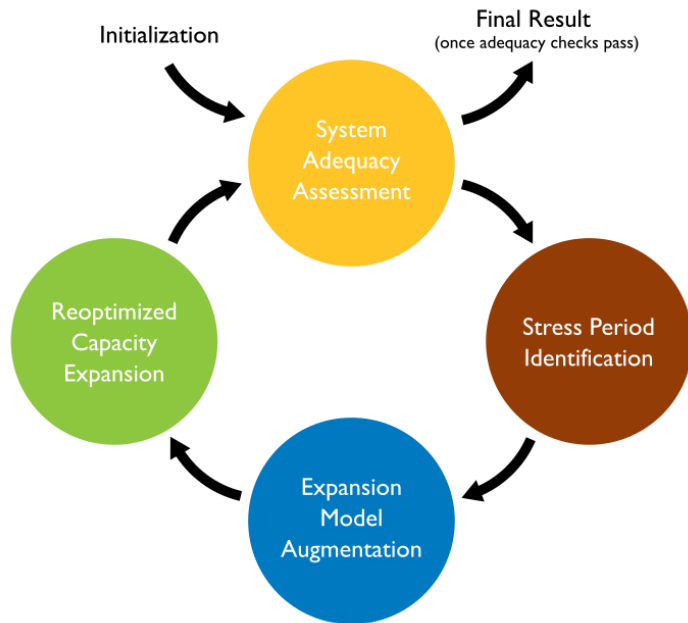 Initialization
Final Result
(once adequacy checks pass)
System
Adequacy
Assessment
Stress Period
Identification
Expansion
Model
Augmentation
Reoptimized
Capacity
Expansion